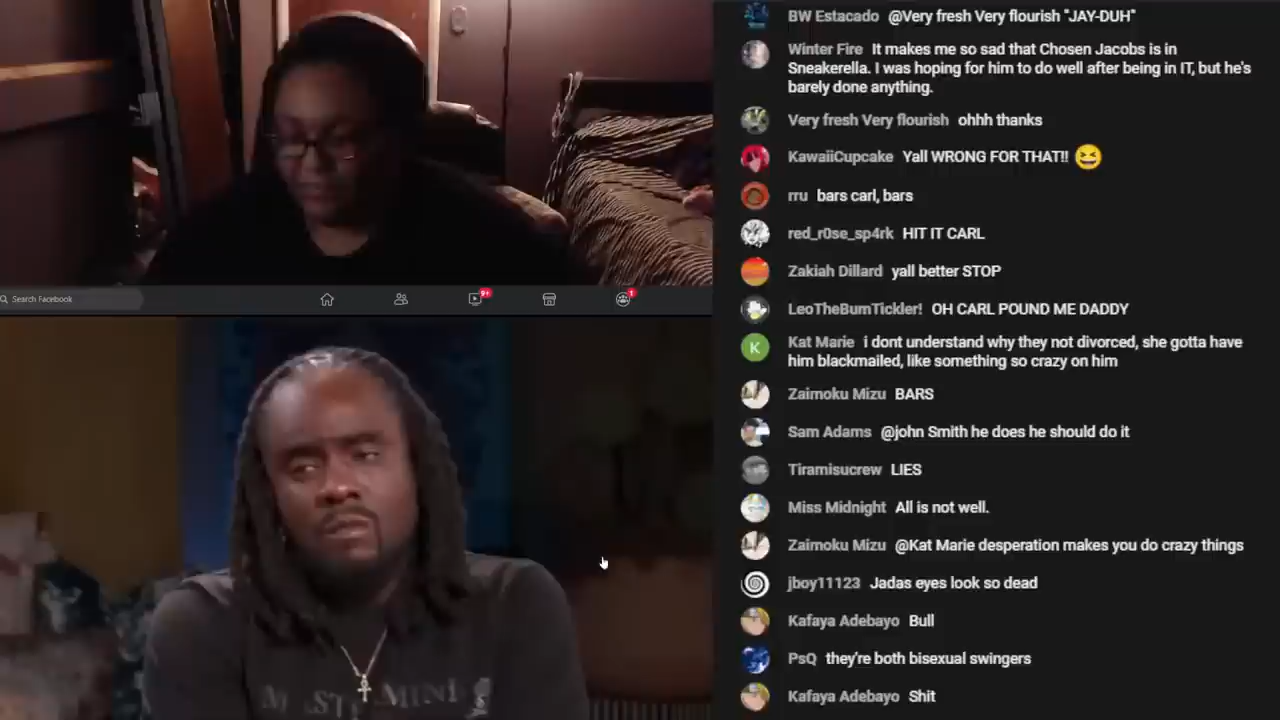 BW Estacado @Very fresh Very flourish "JAY-DUH"
Winter Fire It makes me so sad that Chosen Jacobs is in
Sneakerella. I was hoping for him to do well after being in IT, but he's
barely done anything.
Very fresh Very flourish ohhh thanks
KawaiiCupcake Yall WRONG FOR THAT!! 😆
rru bars carl, bars
red_r0se_sp4rk HIT IT CARL
Zakiah Dillard yall better STOP
LeoTheBumTickler! OH CARL POUND ME DADDY
K
Kat Marie i dont understand why they not divorced, she gotta have
him blackmailed, like something so crazy on him
Zaimoku Mizu BARS
Sam Adams @john Smith he does he should do it
Tiramisucrew LIES
Miss Midnight All is not well.
Zaimoku Mizu @Kat Marie desperation makes you do crazy things
jboy11123 Jadas eyes look so dead
Kafaya Adebayo Bull
PsQ they're both bisexual swingers
Kafaya Adebayo Shit
Search Facebook
9+
1
MASTERMIND